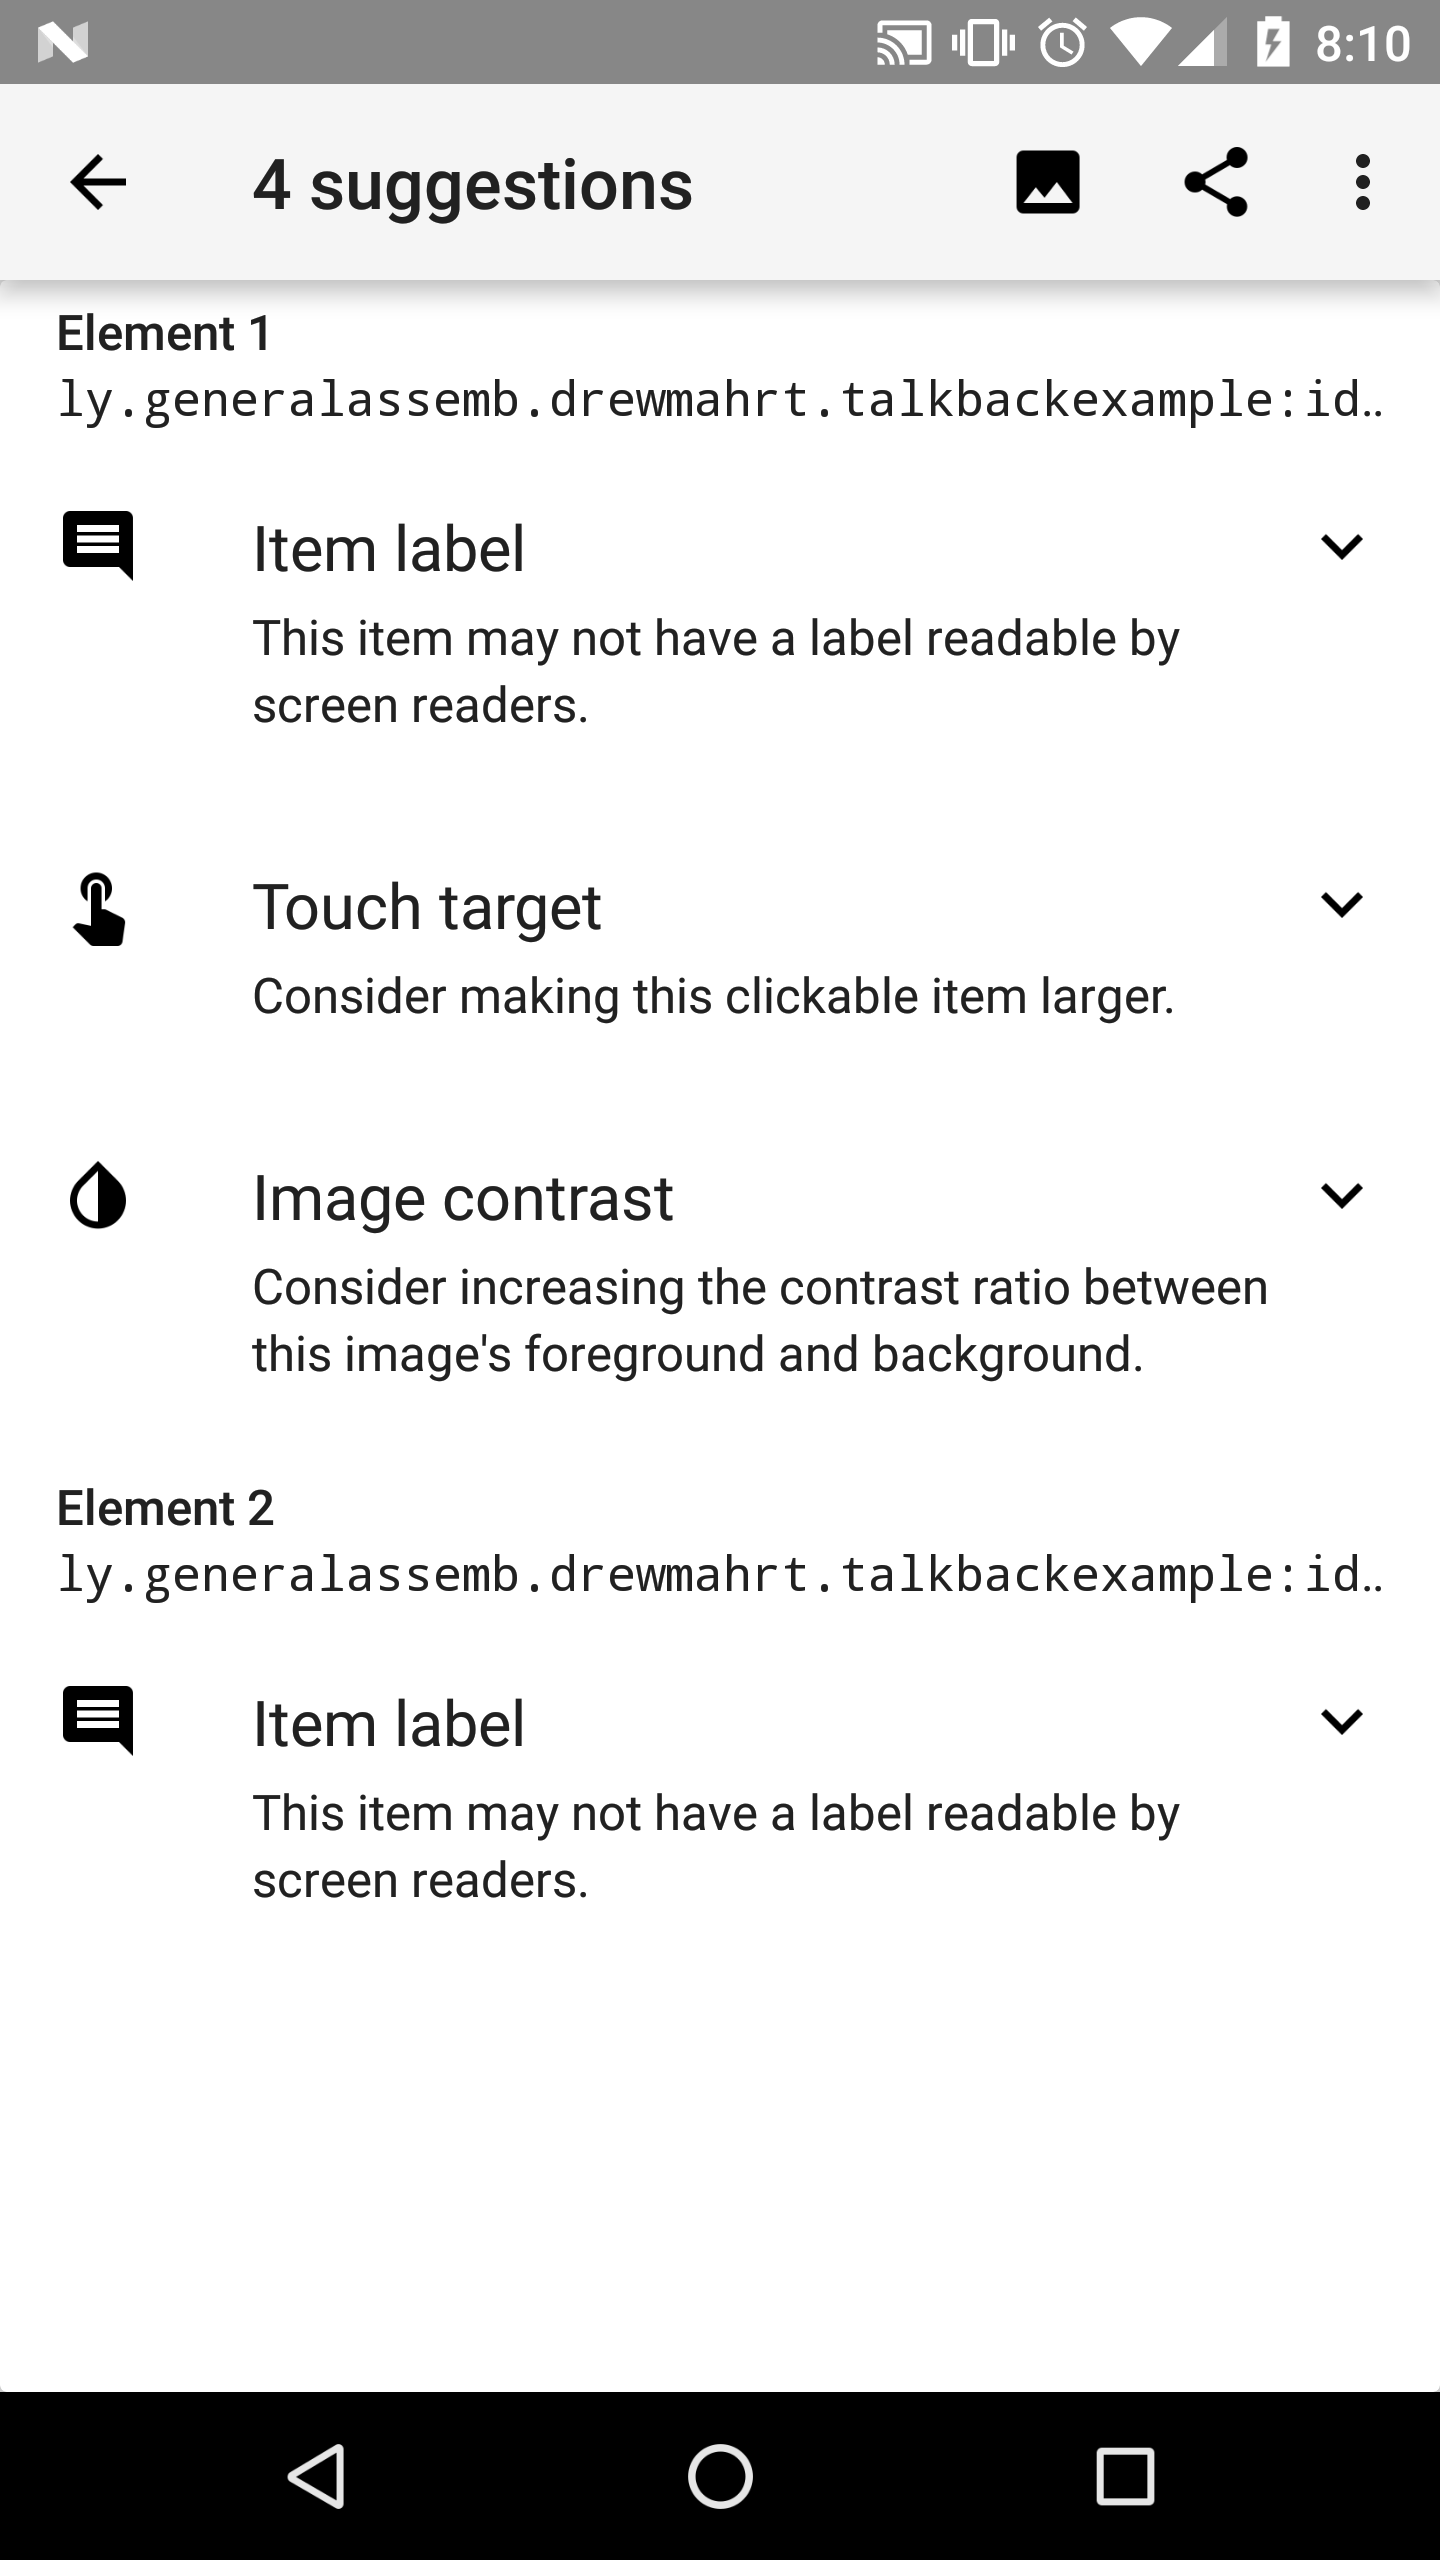 8:10
4 suggestions
Element 1
ly.generalassemb.drewmahrt.talkbackexample:id..
Item label
This item may not have a label readable by
screen readers.
Touch target
Consider making this clickable item larger.
Image contrast
Consider increasing the contrast ratio between
this image's foreground and background.
Element 2
ly.generalassemb.drewmahrt.talkbackexample:id..
Item label
This item may not have a label readable by
screen readers.